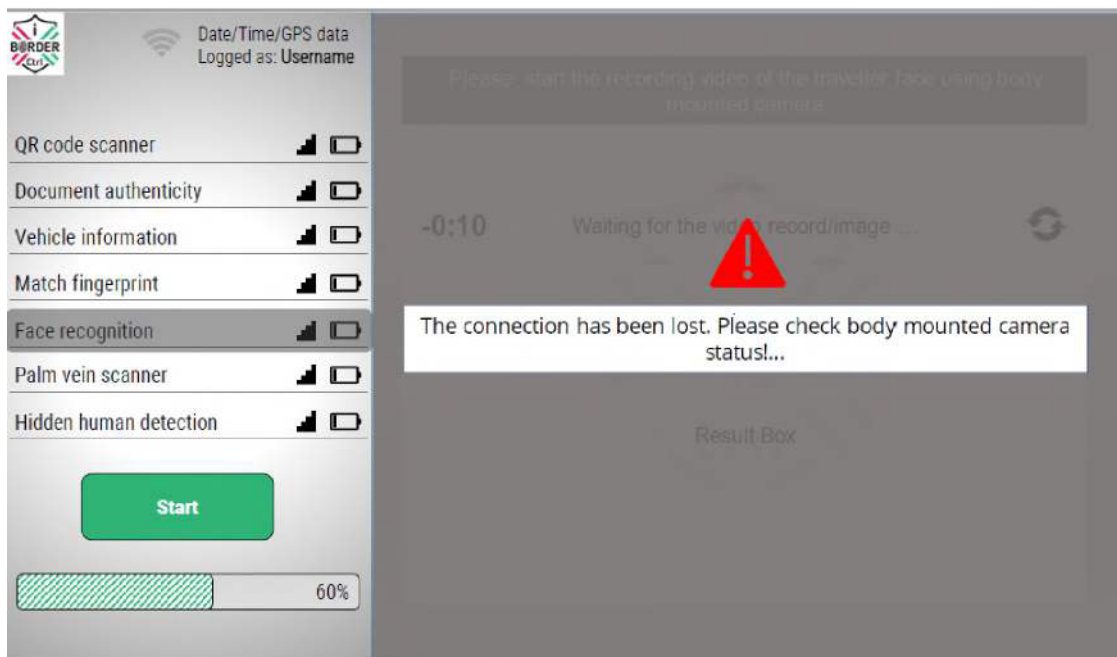 i
BORDER
Ctrl
Date/Time/GPS data
Logged as: Username
QR code scanner
Document authenticity
Vehicle information
Match fingerprint
Face recognition
Palm vein scanner
Hidden human detection
Start
60%
Please start the recording video of the traveller face using body
mounted camera
-0:10
Waiting for the video record/image ...
The connection has been lost. Please check body mounted camera
status!...
Result Box